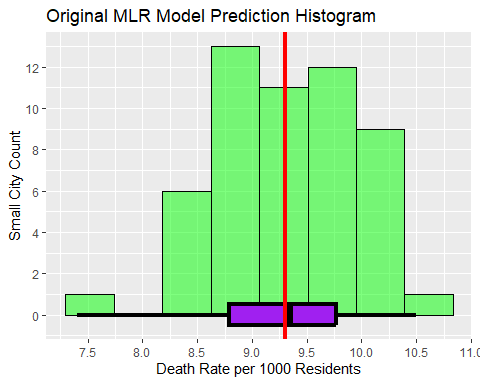 Original MLR Model Prediction Histogram
Small City Count
12
10
8
6
4
2
0
7.5 8.0 8.5 9.0 9.5 10.0 10.5 11.0
Death Rate per 1000 Residents